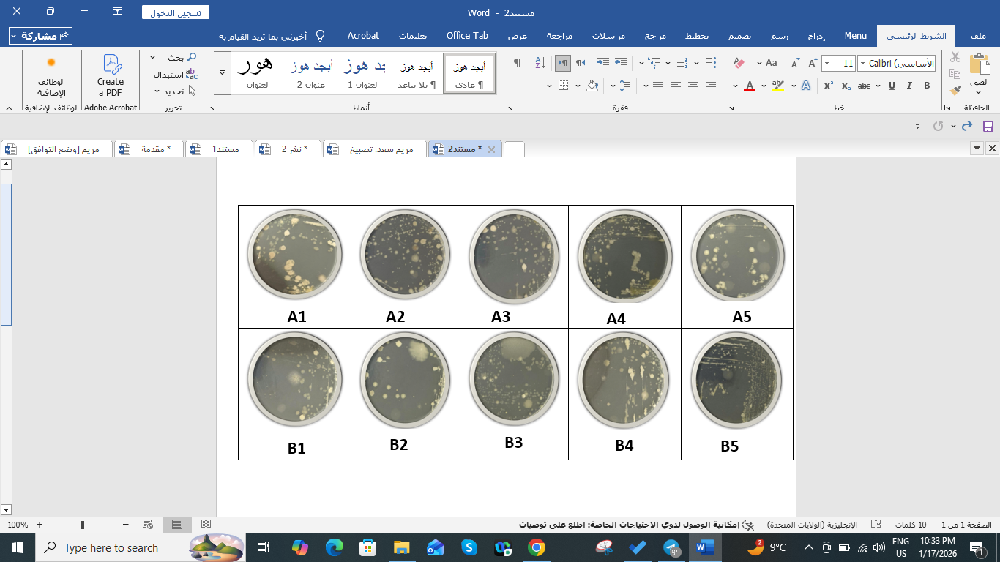 مستند2 - Word
تسجيل الدخول
ملف
الشريط الرئيسي
Menu
إدراج
رسم
تصميم
تخطيط
مراجع
مراسلات
مراجعة
عرض
Office Tab
تعليمات
Acrobat
أخبرني بما تريد القيام به
مشاركة
لصق
الحافظة
Calibri (الأساسي)
11
Aa
خط
فقرة
أبجد هوز
¶ عادي
أبجد هوز
¶ بلا تباعد
العنوان 1
أبجد هوز
عنوان 2
العنوان
أنماط
بحث
استبدال
تحديد
تحرير
Create
a PDF
Adobe Acrobat
الوظائف
الإضافية
الوظائف الإضافية
مريم [وضع التوافق]
مقدمة *
مستند1
نشر 2 *
مريم سعد. تصبيغ
مستند2 *
A1 A2 A3 A4 A5
B1 B2 B3 B4 B5
الصفحة 1 من 1
10 كلمات
الإنجليزية (الولايات المتحدة)
إمكانية الوصول لذوي الاحتياجات الخاصة: اطلع على توصيات
100%
Type here to search
95
2
9°C
ENG
US
10:33 PM
1/17/2026
1